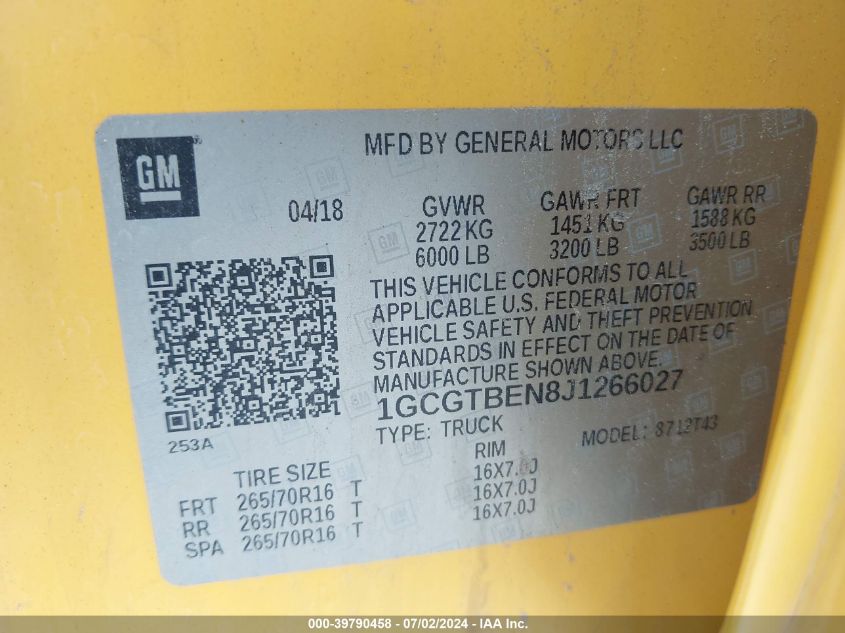 GM
MFD BY GENERAL MOTORS LLC
04/18
GVWR
2722 KG
6000 LB
GAWR FRT
1451 KG
3200 LB
GAWR RR
1588 KG
3500 LB
THIS VEHICLE CONFORMS TO ALL
APPLICABLE U.S. FEDERAL MOTOR
VEHICLE SAFETY AND THEFT PREVENTION
STANDARDS IN EFFECT ON THE DATE OF
MANUFACTURE SHOWN ABOVE.
1GCGTBEN8J1266027
TYPE: TRUCK
MODEL: 8712T43
253A
TIRE SIZE
RIM
FRT 265/70R16 T 16X7.0J
RR 265/70R16 T 16X7.0J
SPA 265/70R16 T 16X7.0J
000-39790458 - 07/02/2024 - IAA Inc.